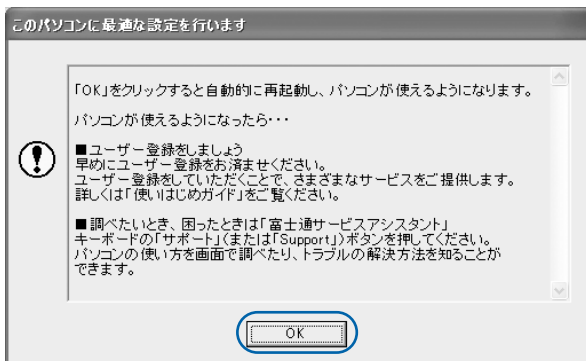 このパソコンに最適な設定を行います
「OK」をクリックすると自動的に再起動し、パソコンが使えるようになります。
パソコンが使えるようになったら・・・
■ユーザー登録をしましょう
早めにユーザー登録をお済ませください。
ユーザー登録をしていただくことで、さまざまなサービスをご提供します。
詳しくは「使いはじめガイド」をご覧ください。
■調べたいとき、困ったときは「富士通サービスアシスタント」
キーボードの「サポート」(または「Support」)ボタンを押してください。
パソコンの使い方を画面で調べたり、トラブルの解決方法を知ることが
できます。
OK